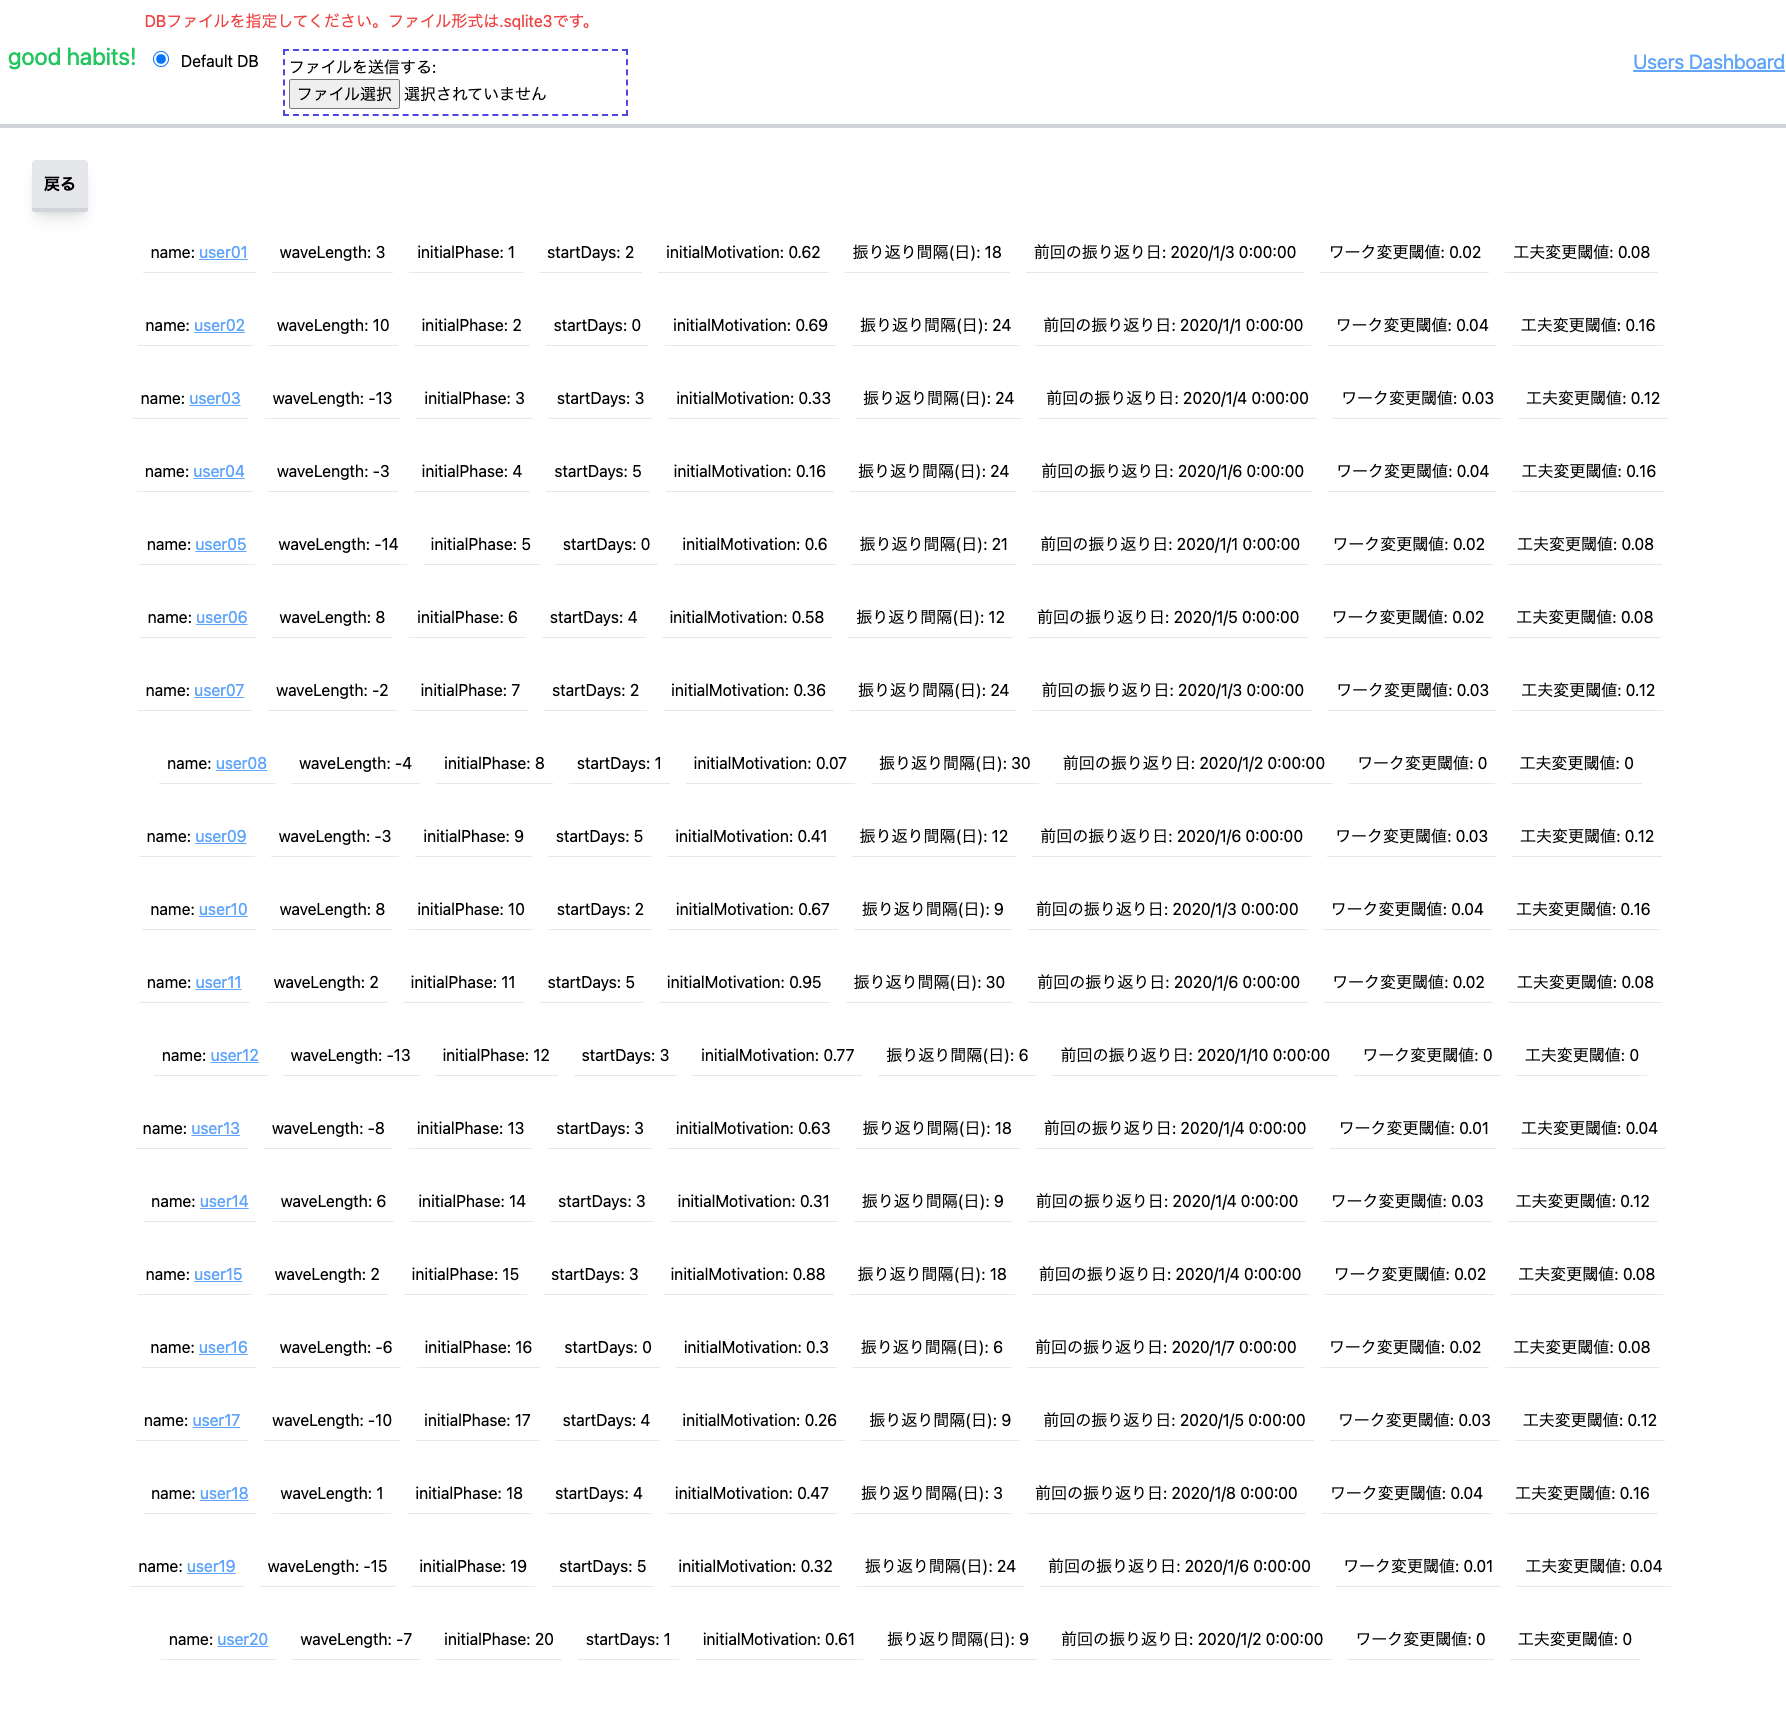 DBファイルを指定してください。ファイル形式は.sqlite3です。
good habits! Default DB ファイルを送信する: Users Dashboard
ファイル選択 選択されていません
戻る
name: user01 waveLength: 3 initialPhase: 1 startDays: 2 initialMotivation: 0.62 振り返り間隔(日): 18 前回の振り返り日: 2020/1/3 0:00:00 ワーク変更閾値: 0.02 工夫変更閾値: 0.08
name: user02 waveLength: 10 initialPhase: 2 startDays: 0 initialMotivation: 0.69 振り返り間隔(日): 24 前回の振り返り日: 2020/1/1 0:00:00 ワーク変更閾値: 0.04 工夫変更閾値: 0.16
name: user03 waveLength: -13 initialPhase: 3 startDays: 3 initialMotivation: 0.33 振り返り間隔(日): 24 前回の振り返り日: 2020/1/4 0:00:00 ワーク変更閾値: 0.03 工夫変更閾値: 0.12
name: user04 waveLength: -3 initialPhase: 4 startDays: 5 initialMotivation: 0.16 振り返り間隔(日): 24 前回の振り返り日: 2020/1/6 0:00:00 ワーク変更閾値: 0.04 工夫変更閾値: 0.16
name: user05 waveLength: -14 initialPhase: 5 startDays: 0 initialMotivation: 0.6 振り返り間隔(日): 21 前回の振り返り日: 2020/1/1 0:00:00 ワーク変更閾値: 0.02 工夫変更閾値: 0.08
name: user06 waveLength: 8 initialPhase: 6 startDays: 4 initialMotivation: 0.58 振り返り間隔(日): 12 前回の振り返り日: 2020/1/5 0:00:00 ワーク変更閾値: 0.02 工夫変更閾値: 0.08
name: user07 waveLength: -2 initialPhase: 7 startDays: 2 initialMotivation: 0.36 振り返り間隔(日): 24 前回の振り返り日: 2020/1/3 0:00:00 ワーク変更閾値: 0.03 工夫変更閾値: 0.12
name: user08 waveLength: -4 initialPhase: 8 startDays: 1 initialMotivation: 0.07 振り返り間隔(日): 30 前回の振り返り日: 2020/1/2 0:00:00 ワーク変更閾値: 0 工夫変更閾値: 0
name: user09 waveLength: -3 initialPhase: 9 startDays: 5 initialMotivation: 0.41 振り返り間隔(日): 12 前回の振り返り日: 2020/1/6 0:00:00 ワーク変更閾値: 0.03 工夫変更閾値: 0.12
name: user10 waveLength: 8 initialPhase: 10 startDays: 2 initialMotivation: 0.67 振り返り間隔(日): 9 前回の振り返り日: 2020/1/3 0:00:00 ワーク変更閾値: 0.04 工夫変更閾値: 0.16
name: user11 waveLength: 2 initialPhase: 11 startDays: 5 initialMotivation: 0.95 振り返り間隔(日): 30 前回の振り返り日: 2020/1/6 0:00:00 ワーク変更閾値: 0.02 工夫変更閾値: 0.08
name: user12 waveLength: -13 initialPhase: 12 startDays: 3 initialMotivation: 0.77 振り返り間隔(日): 6 前回の振り返り日: 2020/1/10 0:00:00 ワーク変更閾値: 0 工夫変更閾値: 0
name: user13 waveLength: -8 initialPhase: 13 startDays: 3 initialMotivation: 0.63 振り返り間隔(日): 18 前回の振り返り日: 2020/1/4 0:00:00 ワーク変更閾値: 0.01 工夫変更閾値: 0.04
name: user14 waveLength: 6 initialPhase: 14 startDays: 3 initialMotivation: 0.31 振り返り間隔(日): 9 前回の振り返り日: 2020/1/4 0:00:00 ワーク変更閾値: 0.03 工夫変更閾値: 0.12
name: user15 waveLength: 2 initialPhase: 15 startDays: 3 initialMotivation: 0.88 振り返り間隔(日): 18 前回の振り返り日: 2020/1/4 0:00:00 ワーク変更閾値: 0.02 工夫変更閾値: 0.08
name: user16 waveLength: -6 initialPhase: 16 startDays: 0 initialMotivation: 0.3 振り返り間隔(日): 6 前回の振り返り日: 2020/1/7 0:00:00 ワーク変更閾値: 0.02 工夫変更閾値: 0.08
name: user17 waveLength: -10 initialPhase: 17 startDays: 4 initialMotivation: 0.26 振り返り間隔(日): 9 前回の振り返り日: 2020/1/5 0:00:00 ワーク変更閾値: 0.03 工夫変更閾値: 0.12
name: user18 waveLength: 1 initialPhase: 18 startDays: 4 initialMotivation: 0.47 振り返り間隔(日): 3 前回の振り返り日: 2020/1/8 0:00:00 ワーク変更閾値: 0.04 工夫変更閾値: 0.16
name: user19 waveLength: -15 initialPhase: 19 startDays: 5 initialMotivation: 0.32 振り返り間隔(日): 24 前回の振り返り日: 2020/1/6 0:00:00 ワーク変更閾値: 0.01 工夫変更閾値: 0.04
name: user20 waveLength: -7 initialPhase: 20 startDays: 1 initialMotivation: 0.61 振り返り間隔(日): 9 前回の振り返り日: 2020/1/2 0:00:00 ワーク変更閾値: 0 工夫変更閾値: 0